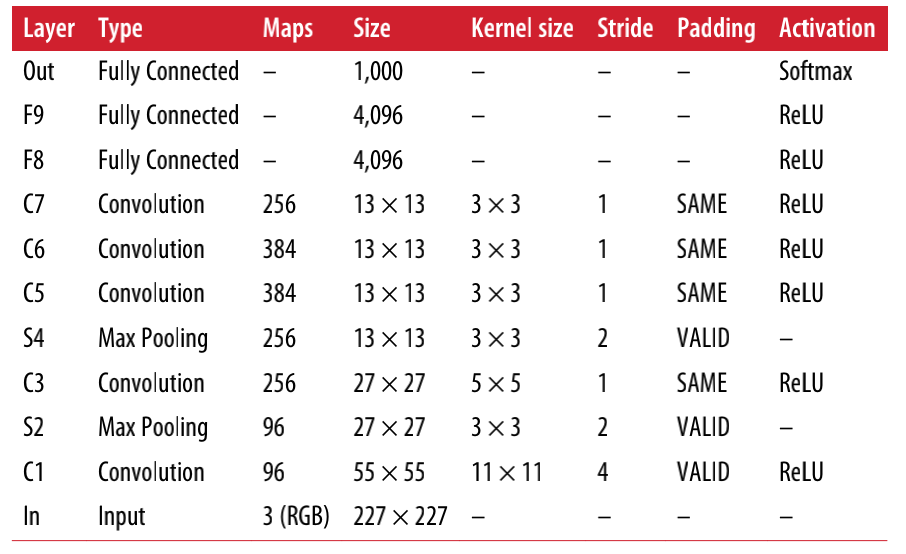 Layer Type Maps Size Kernel size Stride Padding Activation
Out Fully Connected – 1,000 – – – Softmax
F9 Fully Connected – 4,096 – – – ReLU
F8 Fully Connected – 4,096 – – – ReLU
C7 Convolution 256 13 × 13 3 × 3 1 SAME ReLU
C6 Convolution 384 13 × 13 3 × 3 1 SAME ReLU
C5 Convolution 384 13 × 13 3 × 3 1 SAME ReLU
S4 Max Pooling 256 13 × 13 3 × 3 2 VALID –
C3 Convolution 256 27 × 27 5 × 5 1 SAME ReLU
S2 Max Pooling 96 27 × 27 3 × 3 2 VALID –
C1 Convolution 96 55 × 55 11 × 11 4 VALID ReLU
In Input 3 (RGB) 227 × 227 – – – –